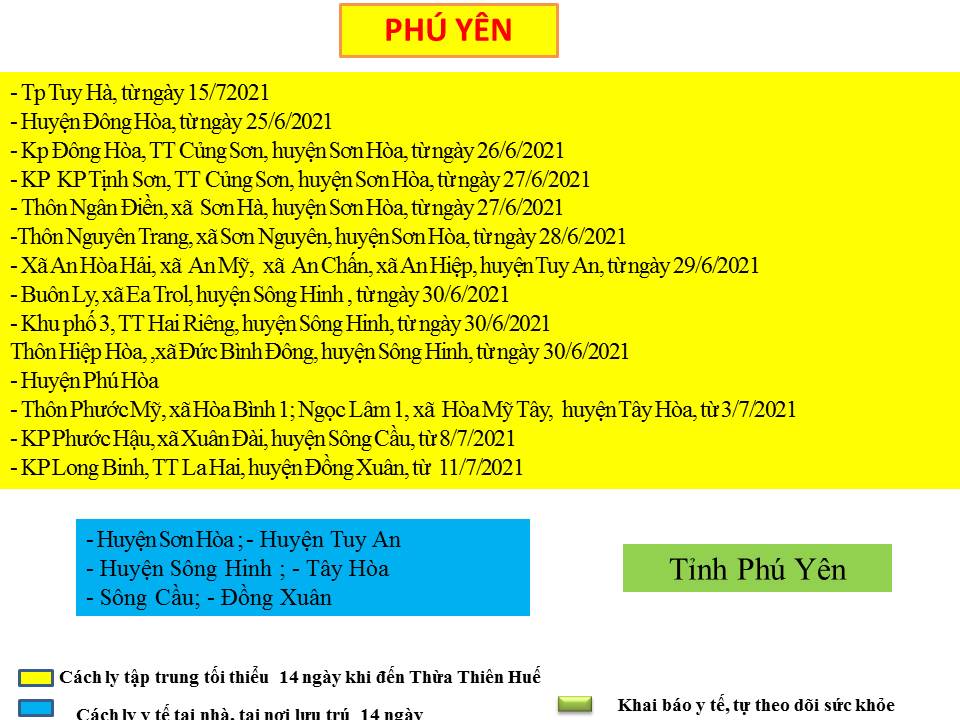 PHÚ YÊN
- Tp Tuy Hà, từ ngày 15/72021
- Huyện Đông Hòa, từ ngày 25/6/2021
- Kp Đông Hòa, TT Củng Sơn, huyện Sơn Hòa, từ ngày 26/6/2021
- KP KP Tịnh Sơn, TT Củng Sơn, huyện Sơn Hòa, từ ngày 27/6/2021
- Thôn Ngân Điền, xã Sơn Hà, huyện Sơn Hòa, từ ngày 27/6/2021
-Thôn Nguyên Trang, xã Sơn Nguyên, huyện Sơn Hòa, từ ngày 28/6/2021
- Xã An Hòa Hải, xã An Mỹ, xã An Chấn, xã An Hiệp, huyện Tuy An, từ ngày 29/6/2021
- Buôn Ly, xã Ea Trol, huyện Sông Hinh , từ ngày 30/6/2021
- Khu phố 3, TT Hai Riêng, huyện Sông Hinh, từ ngày 30/6/2021
Thôn Hiệp Hòa, ,xã Đức Bình Đông, huyện Sông Hinh, từ ngày 30/6/2021
- Huyện Phú Hòa
- Thôn Phước Mỹ, xã Hòa Bình 1; Ngọc Lâm 1, xã Hòa Mỹ Tây, huyện Tây Hòa, từ 3/7/2021
- KP Phước Hậu, xã Xuân Đài, huyện Sông Cầu, từ 8/7/2021
- KP Long Binh, TT La Hai, huyện Đồng Xuân, từ 11/7/2021
- Huyện Sơn Hòa ; - Huyện Tuy An
- Huyện Sông Hinh ; - Tây Hòa
- Sông Cầu; - Đồng Xuân
Tỉnh Phú Yên
Cách ly tập trung tối thiểu 14 ngày khi đến Thừa Thiên Huế
Cách ly y tế tại nhà, tại nơi lưu trú 14 ngày
Khai báo y tế, tự theo dõi sức khỏe